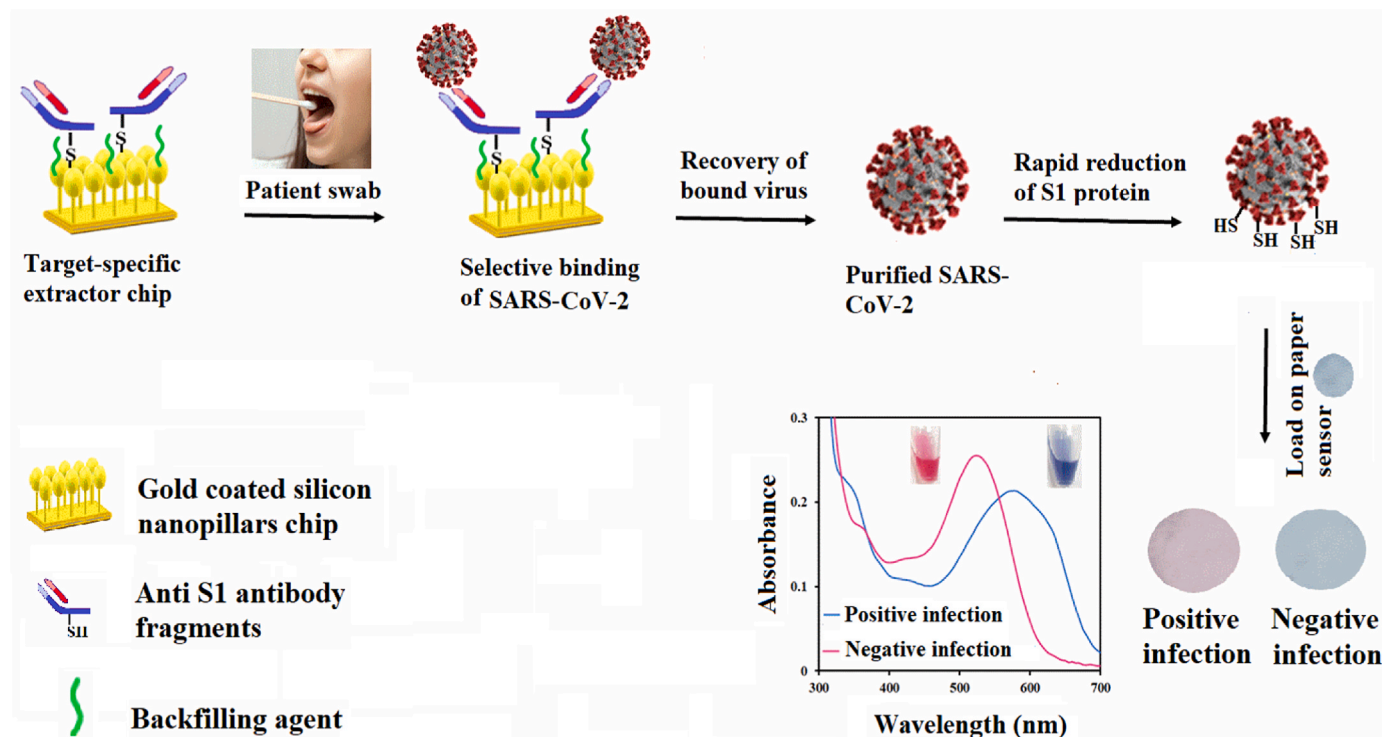 Patient swab
Target-specific
extractor chip
S
S
S
S
Selective binding
of SARS-CoV-2
Recovery of
bound virus
Purified SARS-
CoV-2
Rapid reduction
of S1 protein
HS
SH
SH
SH
Load on paper
sensor
Gold coated silicon
nanopillars chip
Anti S1 antibody
fragments
SH
Backfilling agent
0.3
0.2
0.1
0
Absorbance
Positive infection
Negative infection
300
400
500
600
700
Wavelength (nm)
Positive
infection
Negative
infection